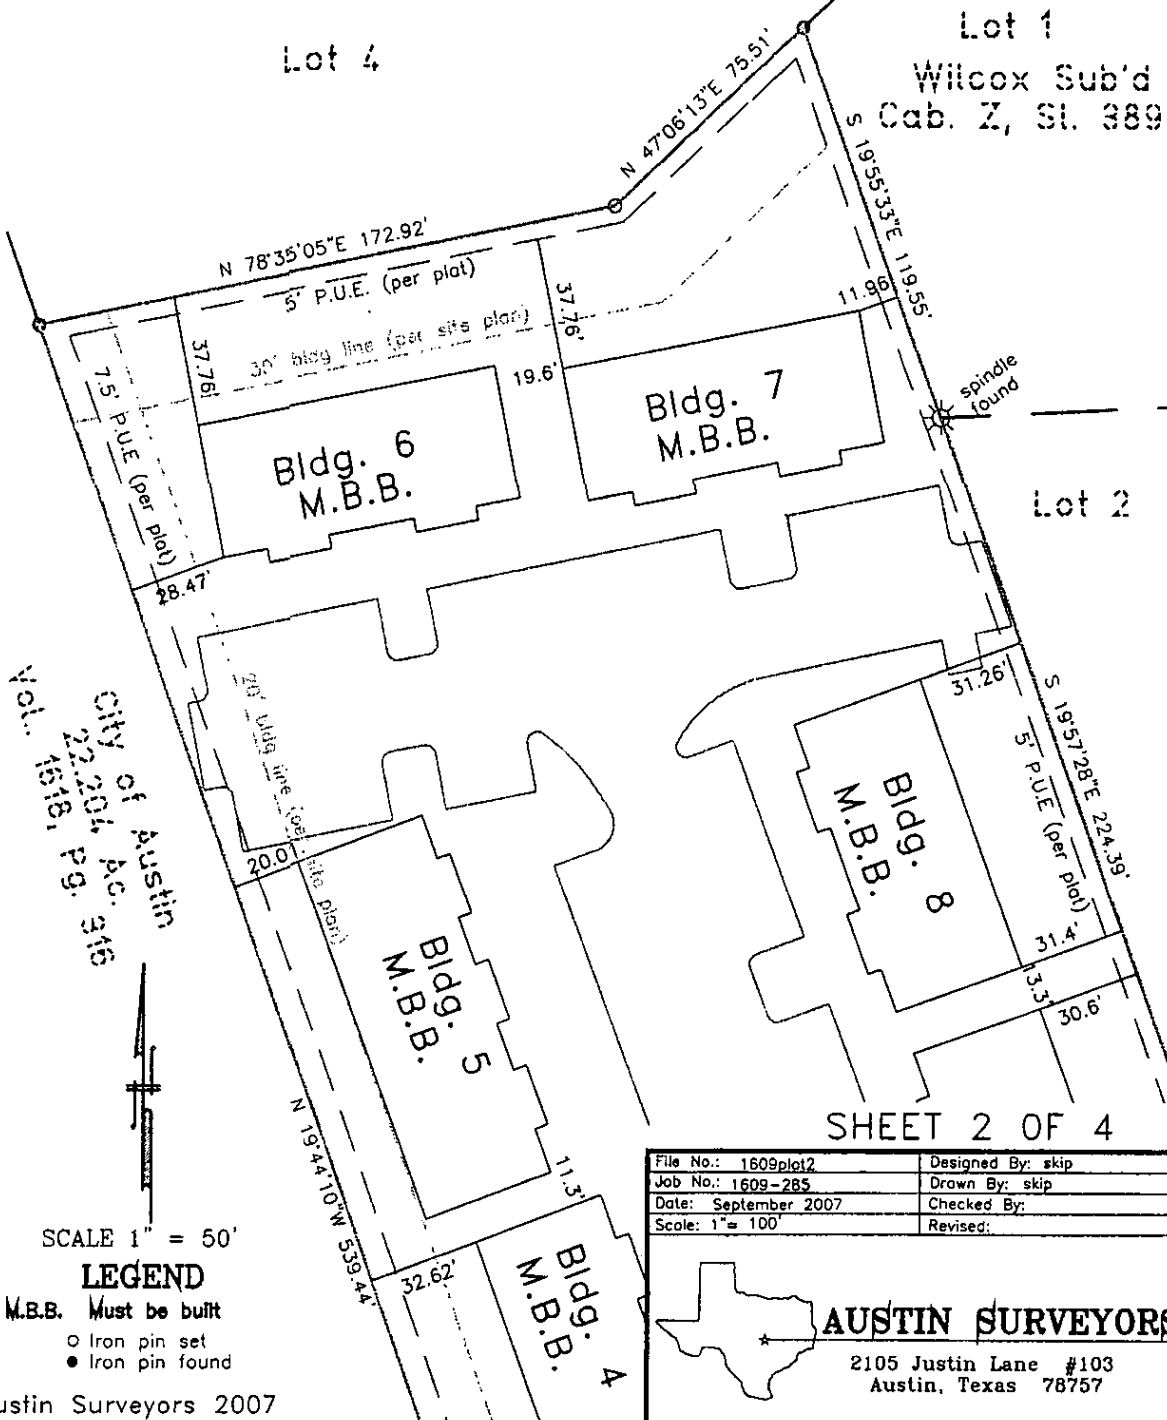 Lot 4
Lot 1
Wilcox Sub'd
Cab. Z, Sl. 389
N 47°06'13"E 75.51'
S 19°55'33"E 119.55'
N 78°35'05"E 172.92'
5' P.U.E. (per plat)
30' bldg line (per site plan)
37.76'
37.76'
11.96
19.6'
7.5' P.U.E (per plat)
spindle
found
Bldg. 7
M.B.B.
Bldg. 6
M.B.B.
Lot 2
28.47'
20' bldg line (per site plan)
31.26'
S 19°57'28"E 224.39'
5' P.U.E (per plat)
City of Austin
22.204 Ac.
Vol. 1618, Pg. 316
20.0'
Bldg. 8
M.B.B.
Bldg. 5
M.B.B.
31.4'
13.3'
30.6'
N 19°44'10"W 539.44'
11.3'
32.62'
Bldg. 4
M.B.B.
SCALE 1" = 50'
LEGEND
M.B.B. Must be built
Iron pin set
Iron pin found
ustin Surveyors 2007
SHEET 2 OF 4
File No.: 1609plot2 Designed By: skip
Job No.: 1609-285 Drawn By: skip
Date: September 2007 Checked By:
Scale: 1"= 100' Revised:
AUSTIN SURVEYORS
2105 Justin Lane #103
Austin, Texas 78757